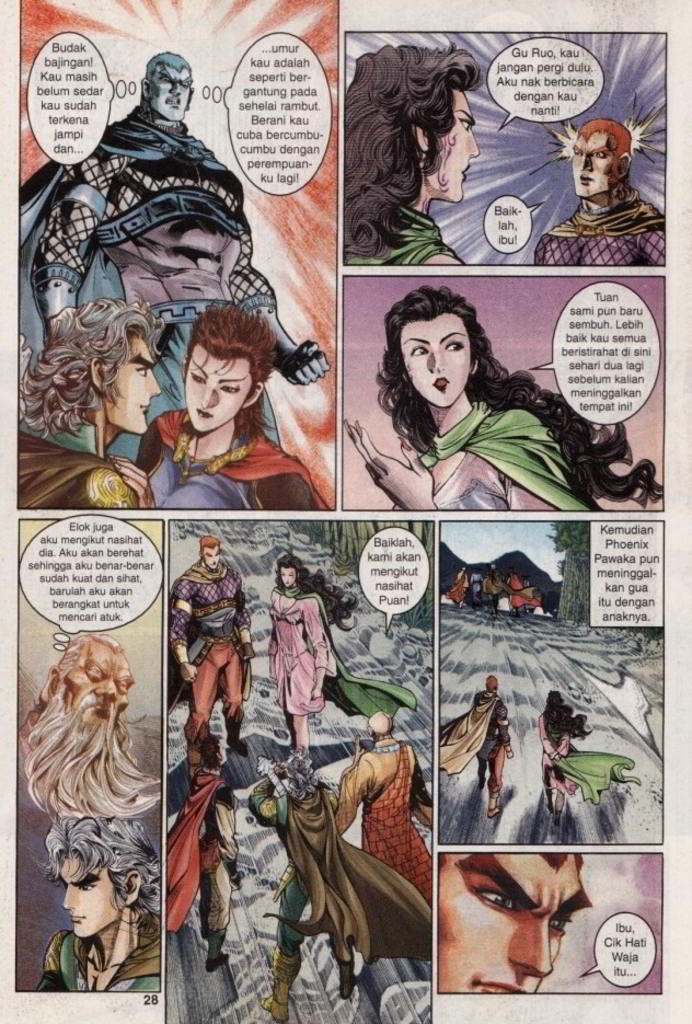 Budak
bajingan!
Kau masih
belum sedar
kau sudah
terkena
jampi
dan...
...umur
kau adalah
seperti ber-
gantung pada
sehelai rambut.
Berani kau
cuba bercumbu-
cumbu dengan
perempuan-
ku lagi!
Gu Ruo, kau
jangan pergi dulu.
Aku nak berbicara
dengan kau
nanti!
Baik-
lah,
ibu!
Tuan
sami pun baru
sembuh. Lebih
baik kau semua
beristirahat di sini
sehari dua lagi
sebelum kalian
meninggalkan
tempat ini!
Elok juga
aku mengikut nasihat
dia. Aku akan berehat
sehingga aku benar-benar
sudah kuat dan sihat,
barulah aku akan
berangkat untuk
mencari atuk.
Baiklah,
kami akan
mengikut
nasihat
Puan!
Kemudian
Phoenix
Pawaka pun
meninggal-
kan gua
itu dengan
anaknya.
Ibu,
Cik Hati
Waja
itu...
28